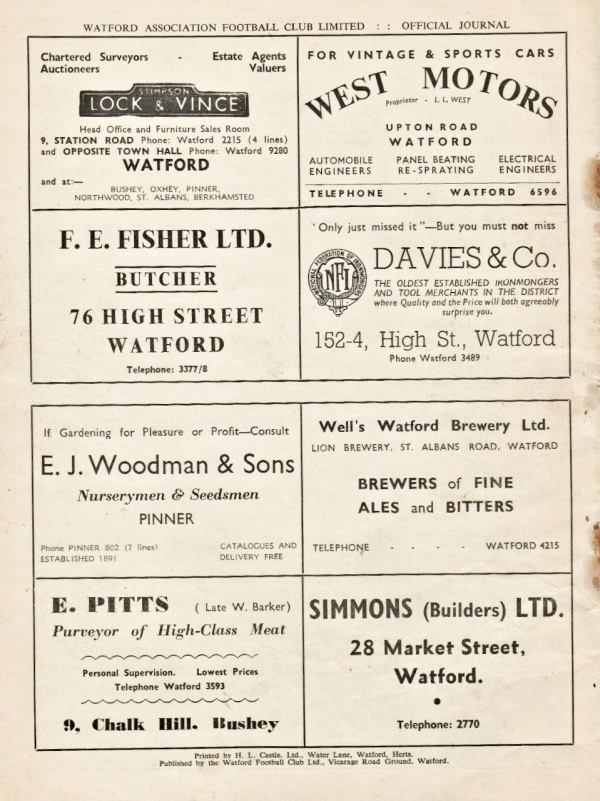 WATFORD ASSOCIATION FOOTBALL CLUB LIMITED : : OFFICIAL JOURNAL
Chartered Surveyors - Estate Agents
Auctioneers Valuers
STIMPSON
LOCK & VINCE
Head Office and Furniture Sales Room
9, STATION ROAD Phone: Watford 2215 (4 lines)
and OPPOSITE TOWN HALL Phone: Watford 9280
WATFORD
and at:—
BUSHEY, OXHEY, PINNER,
NORTHWOOD, ST. ALBANS, BERKHAMSTED
FOR VINTAGE & SPORTS CARS
WEST MOTORS
Proprietor - L. L. WEST
UPTON ROAD
WATFORD
AUTOMOBILE PANEL BEATING ELECTRICAL
ENGINEERS RE-SPRAYING ENGINEERS
TELEPHONE - - WATFORD 6596
F. E. FISHER LTD.
BUTCHER
76 HIGH STREET
WATFORD
Telephone: 3377/8
"Only just missed it"—But you must not miss
NATIONAL FEDERATION OF IRONMONGERS
NFI
DAVIES & Co.
THE OLDEST ESTABLISHED IRONMONGERS
AND TOOL MERCHANTS IN THE DISTRICT
where Quality and the Price will both agreeably
surprise you.
152-4, High St., Watford
Phone Watford 3489
If Gardening for Pleasure or Profit—Consult
E. J. Woodman & Sons
Nurserymen & Seedsmen
PINNER
Phone PINNER 802 (7 lines) CATALOGUES AND
ESTABLISHED 1891 DELIVERY FREE
Well's Watford Brewery Ltd.
LION BREWERY, ST. ALBANS ROAD, WATFORD
BREWERS of FINE
ALES and BITTERS
TELEPHONE - - - - WATFORD 4215
E. PITTS (Late W. Barker)
Purveyor of High-Class Meat
Personal Supervision. Lowest Prices
Telephone Watford 3593
9, Chalk Hill, Bushey
SIMMONS (Builders) LTD.
28 Market Street,
Watford.
Telephone: 2770
Printed by H. L. Castle, Ltd., Water Lane, Watford, Herts.
Published by the Watford Football Club Ltd., Vicarage Road Ground, Watford.